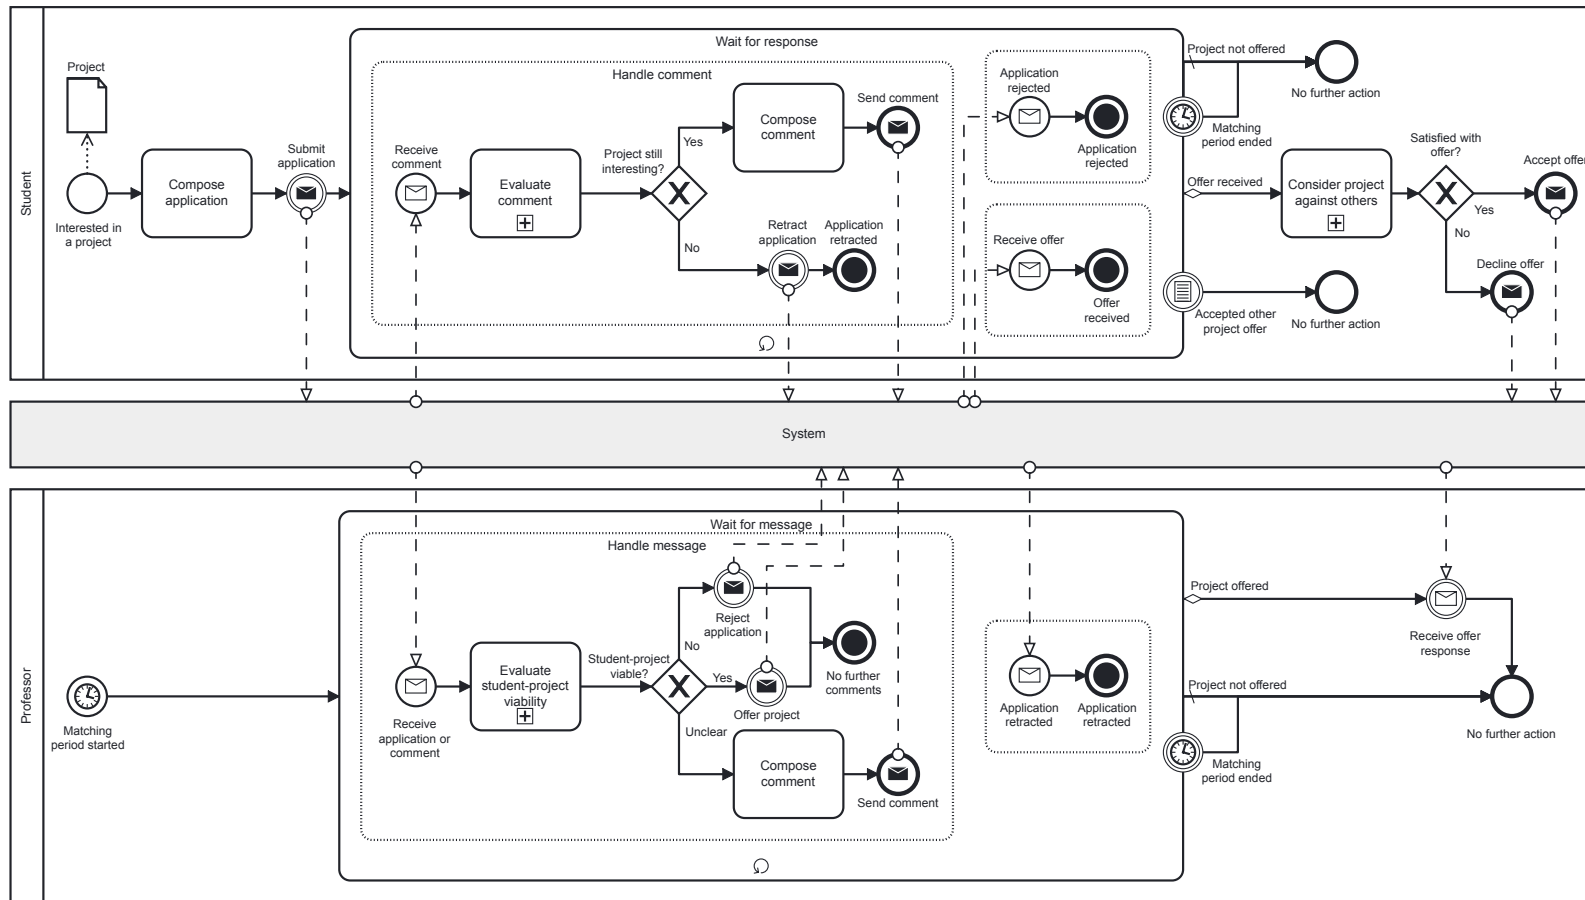 Student
Project
Interested in
a project
Compose
application
Submit
application
Wait for response
Handle comment
Receive
comment
Evaluate
comment
Project still
interesting?
Yes
No
Compose
comment
Send comment
Retract
application
Application
retracted
Application
rejected
Application
rejected
Receive offer
Offer
received
Project not offered
No further action
Matching
period ended
Offer received
Consider project
against others
Satisfied with
offer?
Yes
No
Accept offer
Decline offer
Accepted other
project offer
No further action
System
Professor
Matching
period started
Wait for message
Handle message
Receive
application or
comment
Evaluate
student-project
viability
Student-project
viable?
No
Yes
Unclear
Reject
application
Offer project
No further
comments
Compose
comment
Send comment
Application
retracted
Application
retracted
Project offered
Receive offer
response
Project not offered
Matching
period ended
No further action